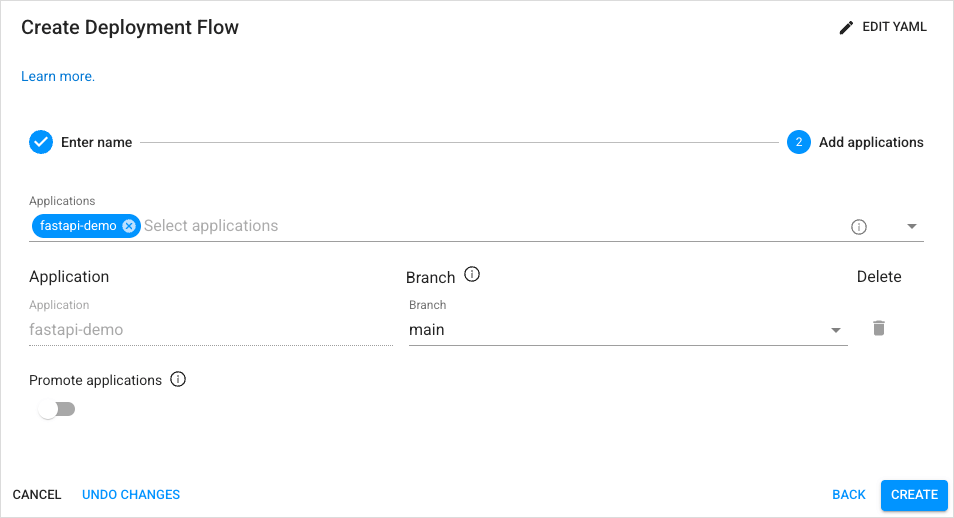 Create Deployment Flow
EDIT YAML
Learn more.
Enter name
2 Add applications
Applications
fastapi-demo Select applications
Application Branch Delete
Application Branch
fastapi-demo main
Promote applications
CANCEL UNDO CHANGES BACK CREATE